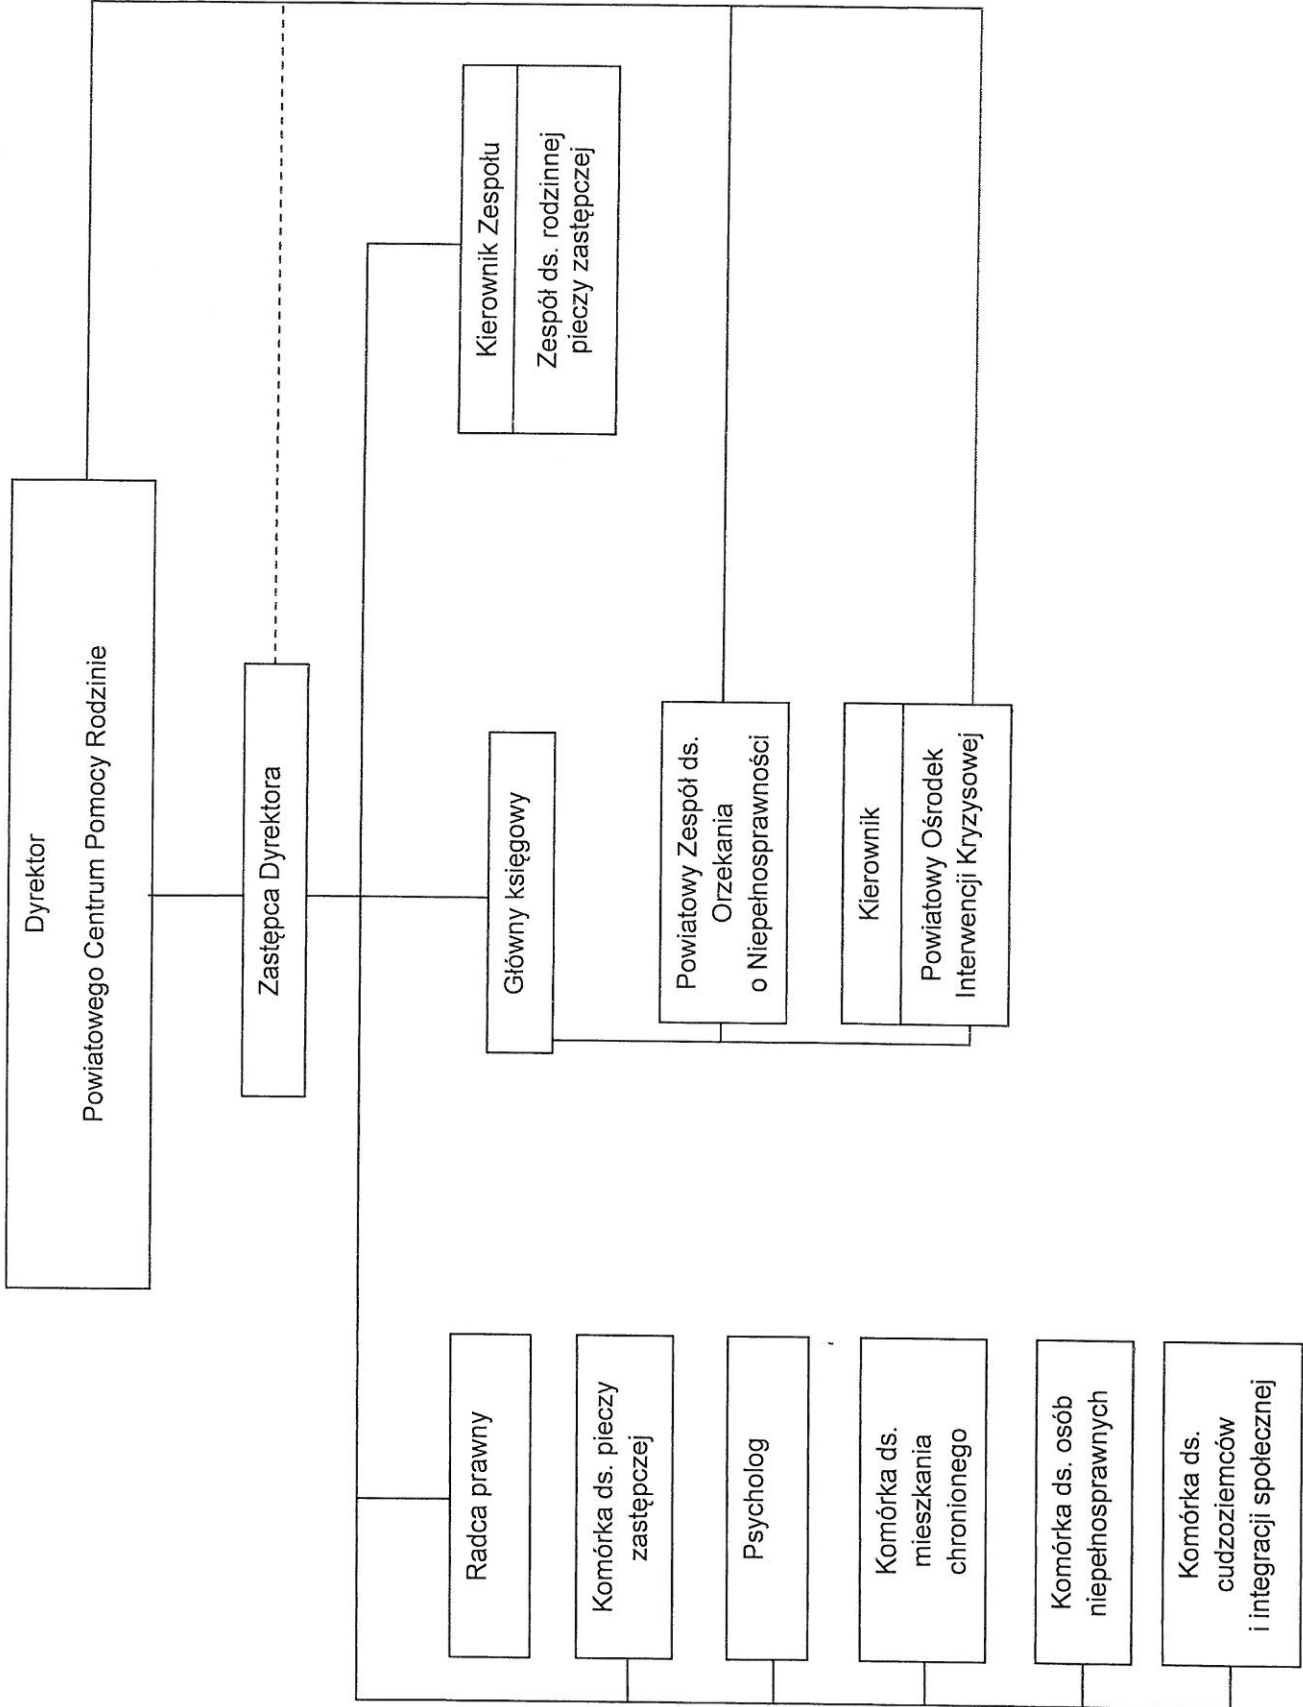 Dyrektor
Powiatowego Centrum Pomocy Rodzinie
Zastępca Dyrektora
Radca prawny
Komórka ds. pieczy
zastępczej
Psycholog
Komórka ds.
mieszkania
chronionego
Komórka ds. osób
niepełnosprawnych
Komórka ds.
cudzoziemców
i integracji społecznej
Główny księgowy
Powiatowy Zespół ds.
Orzekania
o Niepełnosprawności
Kierownik
Powiatowy Ośrodek
Interwencji Kryzysowej
Kierownik Zespołu
Zespół ds. rodzinnej
pieczy zastępczej